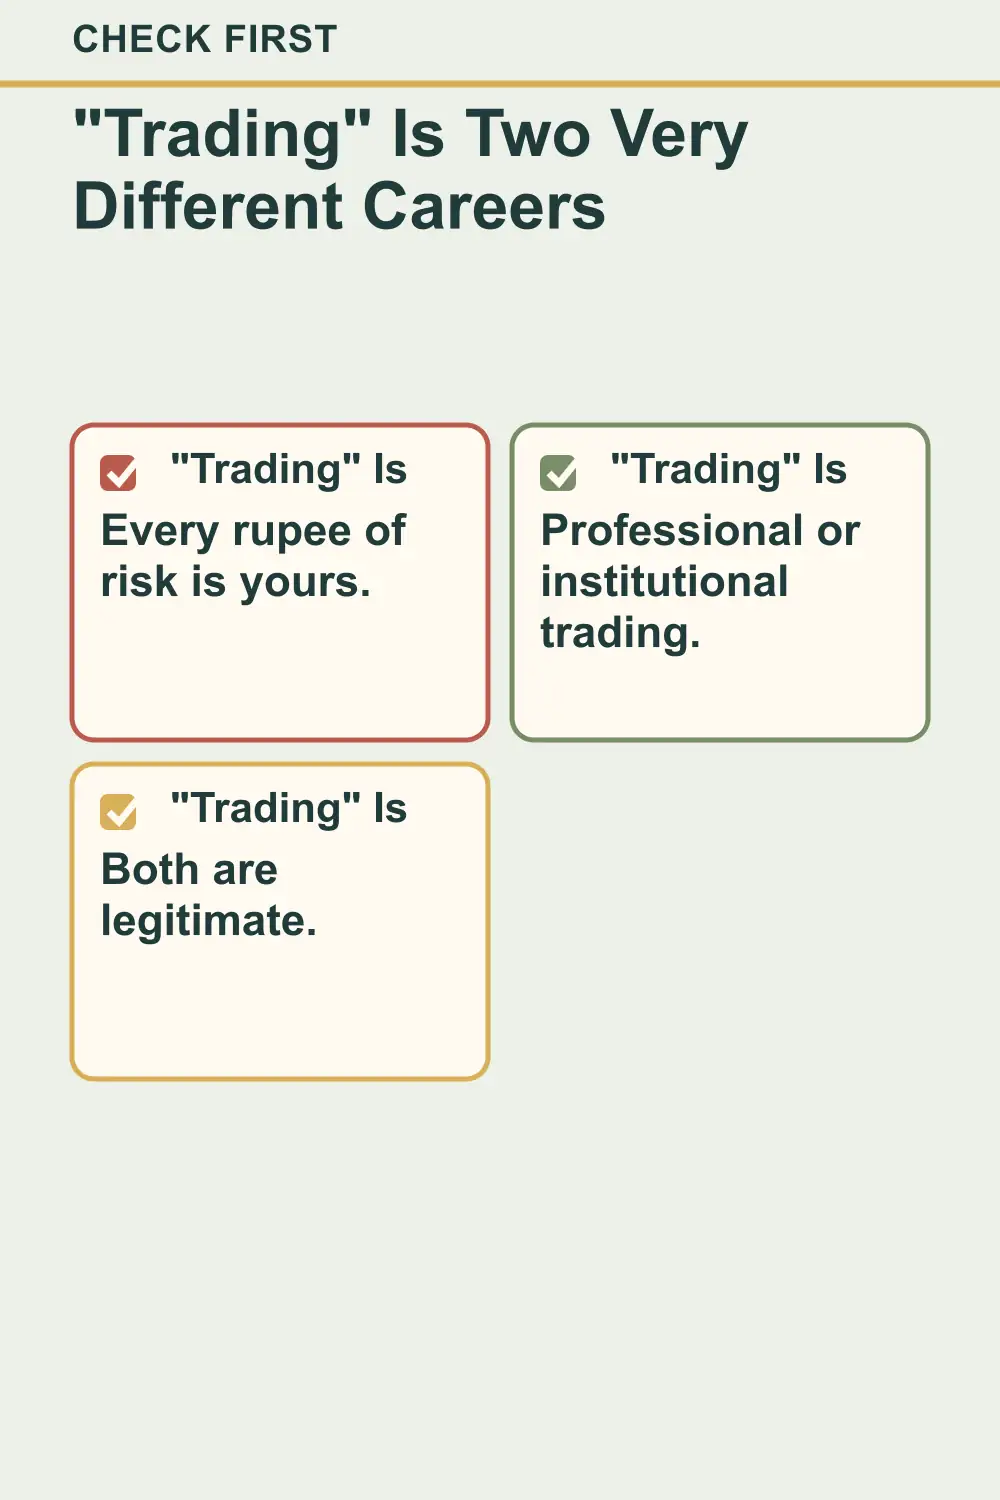 CHECK FIRST
"Trading" Is Two Very
Different Careers
"Trading" Is
Every rupee of
risk is yours.
"Trading" Is
Professional or
institutional
trading.
"Trading" Is
Both are
legitimate.